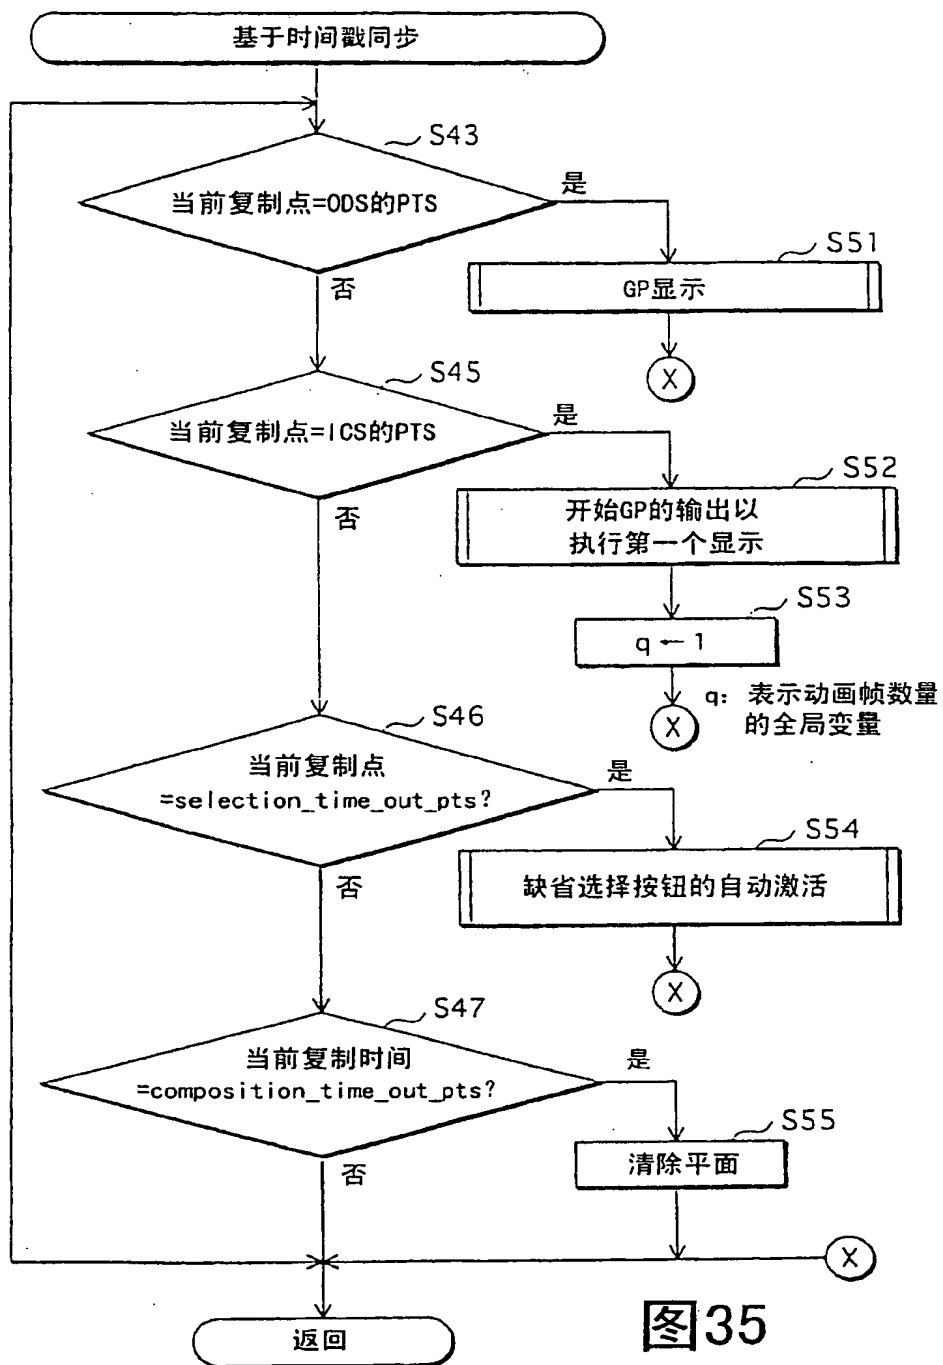 基于时间戳同步
S43
当前复制点=ODS的PTS
是
否
S51
GP显示
X
S45
当前复制点=ICS的PTS
是
否
S52
开始GP的输出以
执行第一个显示
S53
q ← 1
q: 表示动画帧数量
的全局变量
X
S46
当前复制点
=selection_time_out_pts?
是
否
S54
缺省选择按钮的自动激活
X
S47
当前复制时间
=composition_time_out_pts?
是
否
S55
清除平面
X
返回
图35